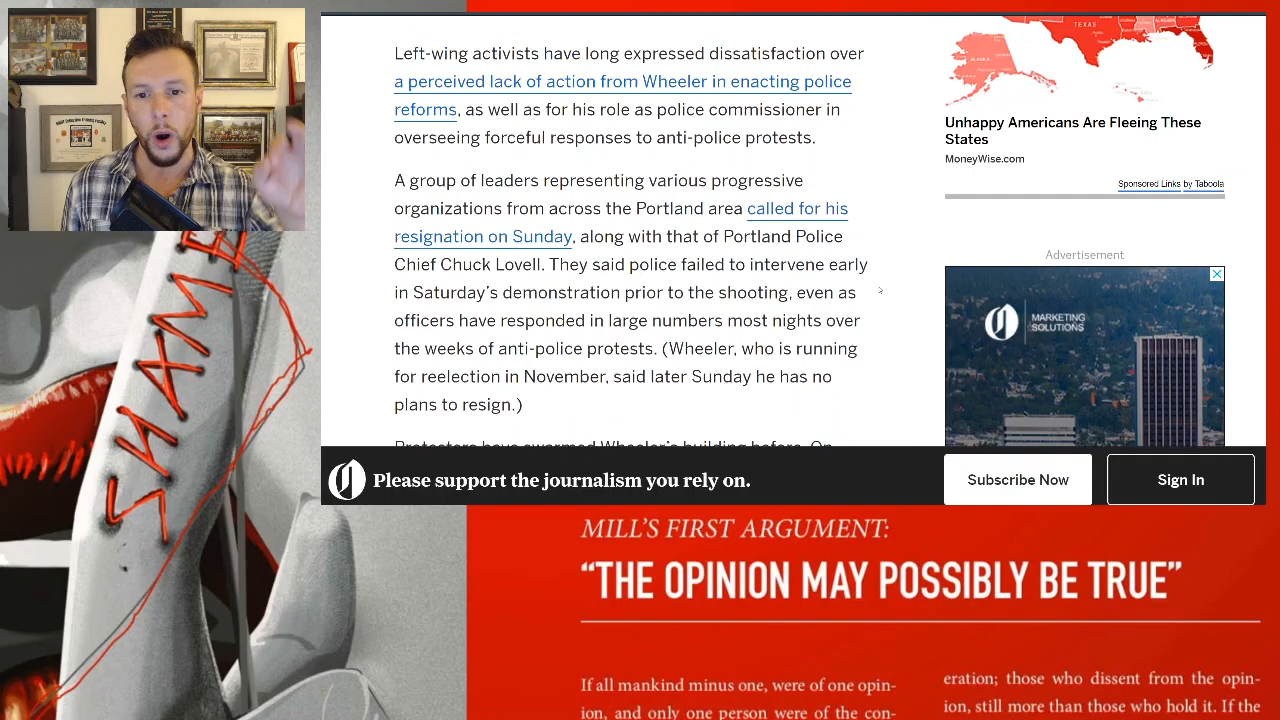 Left-wing activists have long expressed dissatisfaction over
a perceived lack of action from Wheeler in enacting police
reforms, as well as for his role as police commissioner in
overseeing forceful responses to anti-police protests.
A group of leaders representing various progressive
organizations from across the Portland area called for his
resignation on Sunday, along with that of Portland Police
Chief Chuck Lovell. They said police failed to intervene early
in Saturday's demonstration prior to the shooting, even as
officers have responded in large numbers most nights over
the weeks of anti-police protests. (Wheeler, who is running
for reelection in November, said later Sunday he has no
plans to resign.)
Protesters have swarmed Wheeler's building before. On
TEXAS
ALASKA
Unhappy Americans Are Fleeing These
States
MoneyWise.com
Sponsored Links by Taboola
Advertisement
MARKETING
SOLUTIONS
Please support the journalism you rely on.
Subscribe Now
Sign In
MILL'S FIRST ARGUMENT:
“THE OPINION MAY POSSIBLY BE TRUE”
If all mankind minus one, were of one opin-
ion, and only one person were of the con-
eration; those who dissent from the opin-
ion, still more than those who hold it. If the